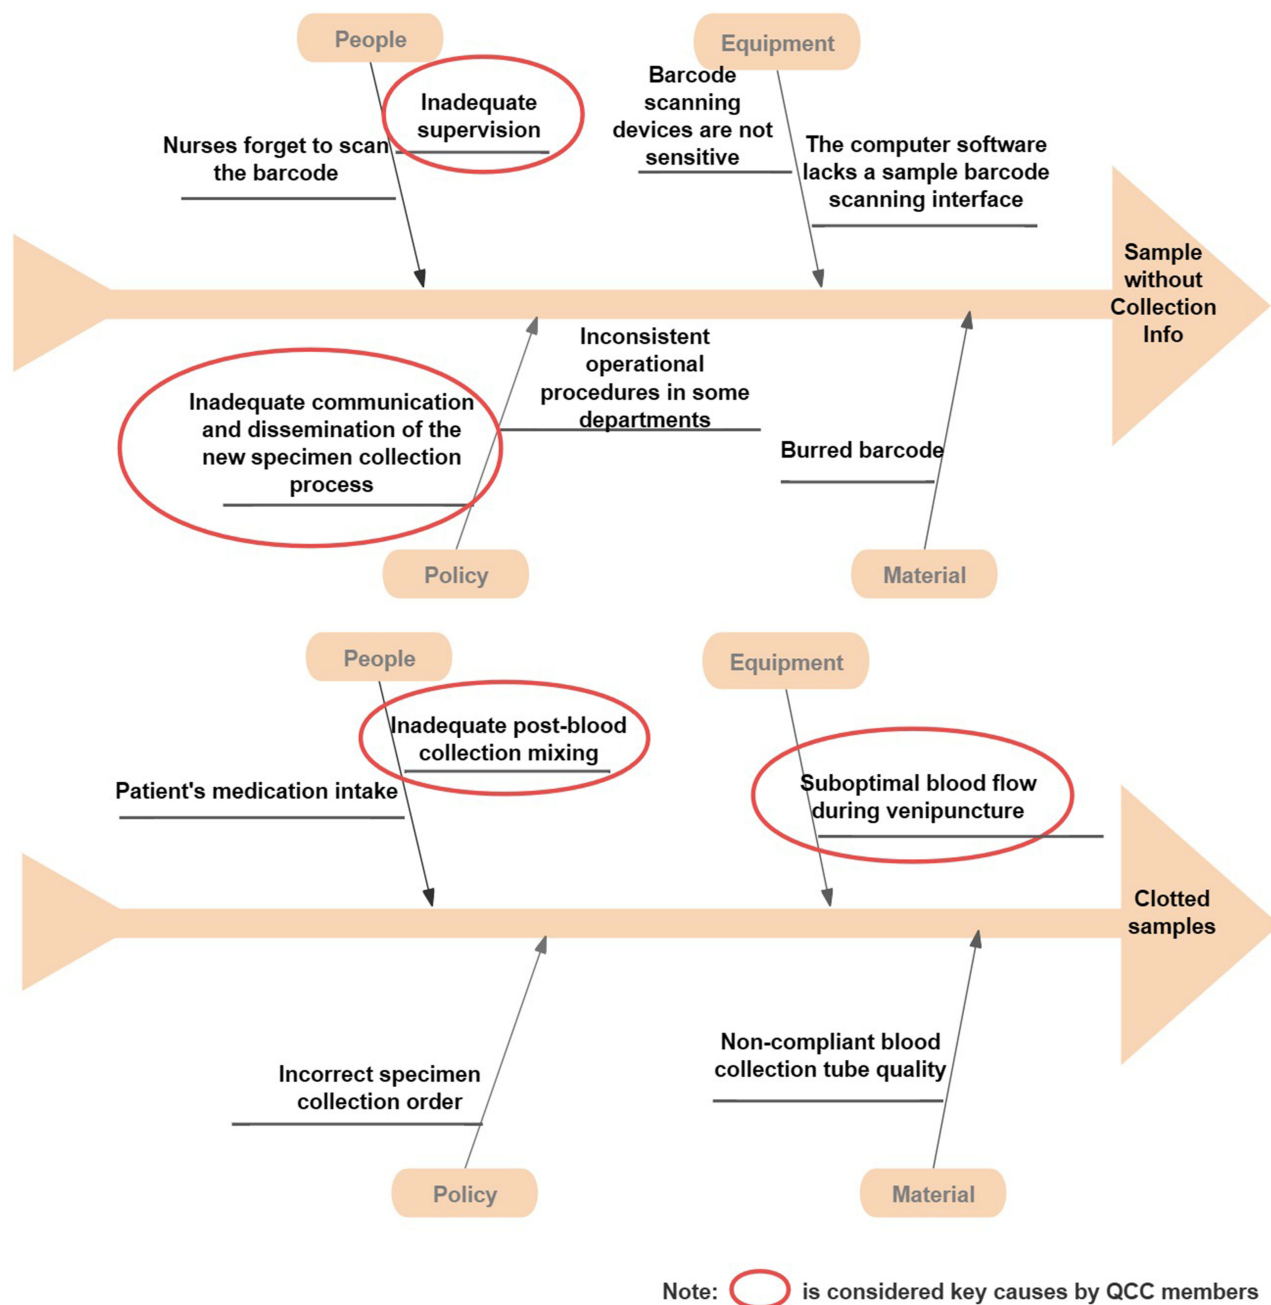 People
Equipment
Inadequate
supervision
Nurses forget to scan
the barcode
Barcode
scanning
devices are not
sensitive
The computer software
lacks a sample barcode
scanning interface
Sample
without
Collection
Info
Inadequate communication
and dissemination of the
new specimen collection
process
Inconsistent
operational
procedures in some
departments
Burred barcode
Policy
Material
People
Equipment
Inadequate post-blood
collection mixing
Patient's medication intake
Suboptimal blood flow
during venipuncture
Clotted
samples
Incorrect specimen
collection order
Non-compliant blood
collection tube quality
Policy
Material
Note: is considered key causes by QCC members